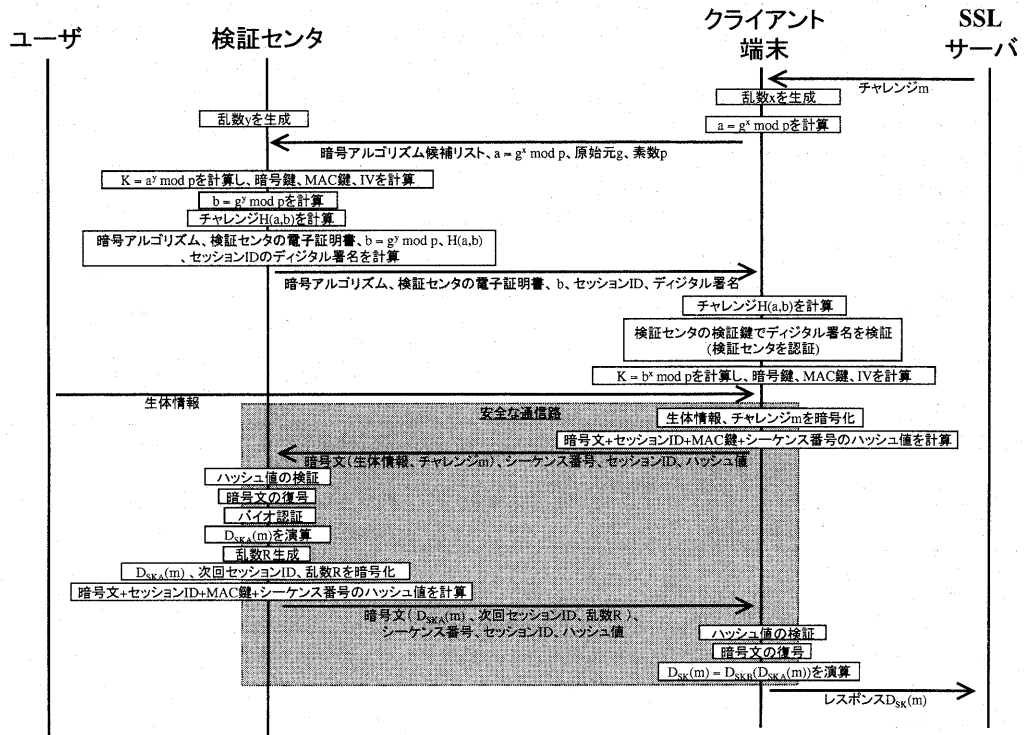 ユーザ
検証センタ
クライアント
端末
SSL
サーバ
チャレンジm
乱数xを生成
乱数yを生成
a = g^x mod pを計算
暗号アルゴリズム候補リスト、a = g^x mod p、原始元g、素数p
K = a^y mod pを計算し、暗号鍵、MAC鍵、IVを計算
b = g^y mod pを計算
チャレンジH(a,b)を計算
暗号アルゴリズム、検証センタの電子証明書、b = g^y mod p、H(a,b)
、セッションIDのディジタル署名を計算
暗号アルゴリズム、検証センタの電子証明書、b、セッションID、ディジタル署名
チャレンジH(a,b)を計算
検証センタの検証鍵でディジタル署名を検証
(検証センタを認証)
K = b^x mod pを計算し、暗号鍵、MAC鍵、IVを計算
生体情報
安全な通信路
生体情報、チャレンジmを暗号化
暗号文+セッションID+MAC鍵+シーケンス番号のハッシュ値を計算
暗号文(生体情報、チャレンジm)、シーケンス番号、セッションID、ハッシュ値
ハッシュ値の検証
暗号文の復号
バイオ認証
D_SKA(m)を演算
乱数R生成
D_SKA(m)、次回セッションID、乱数Rを暗号化
暗号文+セッションID+MAC鍵+シーケンス番号のハッシュ値を計算
暗号文(D_SKA(m)、次回セッションID、乱数R)、
シーケンス番号、セッションID、ハッシュ値
ハッシュ値の検証
暗号文の復号
D_SK(m) = D_SKB(D_SKA(m))を演算
レスポンスD_SK(m)